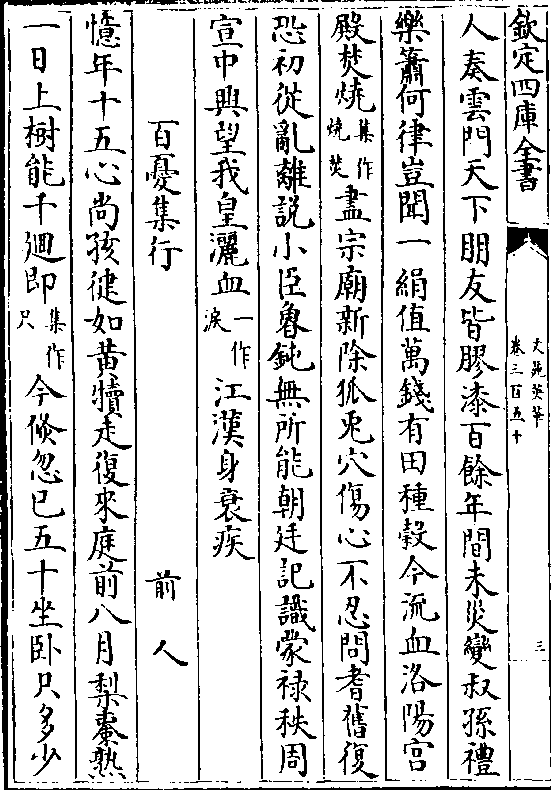 欽定四庫全書
文苑英華
卷三百五十
三
人奏雲門天下朋友皆膠漆百餘年間未災變叔孫禮
樂蕭何律豈聞一絹值萬錢有田種榖今流血洛陽宮
殿焚燒集作燒焚盡宗廟新除狐兎穴傷心不忍問耆舊復
恐初從亂離說小臣魯鈍無所能朝廷記識蒙祿秩周
宣中興望我皇灑血一作淚江漢身衰疾
百憂集行 前人
憶年十五心尚孩徤如黄犢走復來庭前八月梨棗熟
一日上樹能千廻即集作只今倐忽已五十坐卧只多少